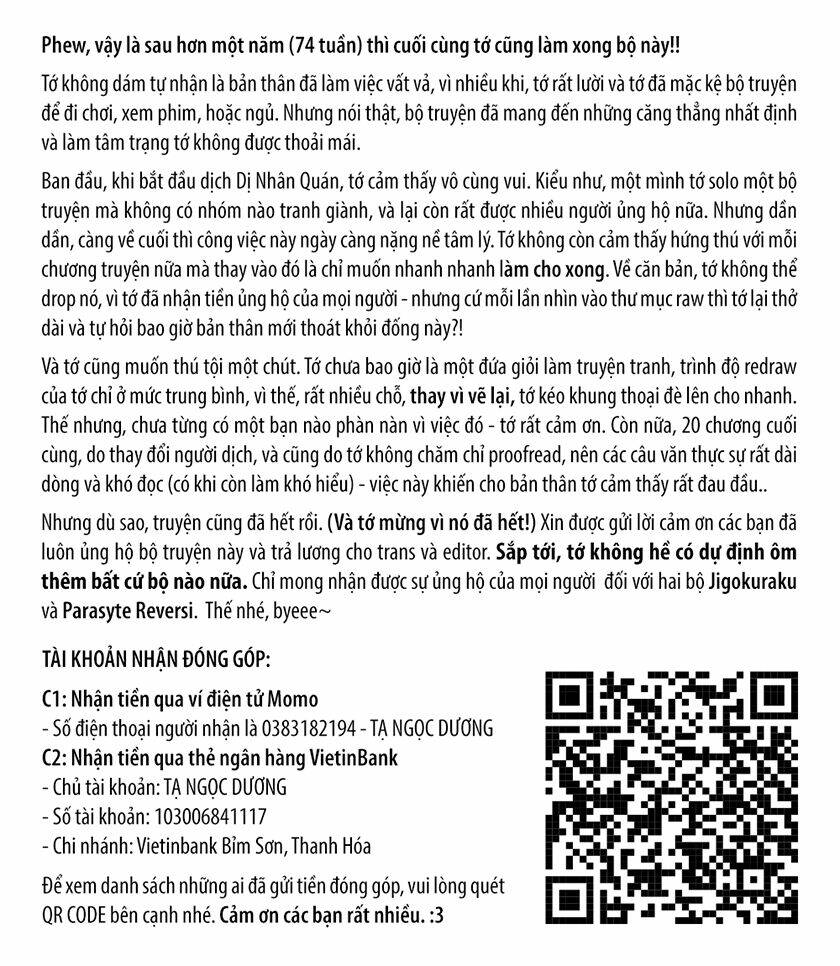 Phew, vậy là sau hơn một năm (74 tuần) thì cuối cùng tớ cũng làm xong bộ này!!
Tớ không dám tự nhận là bản thân đã làm việc vất vả, vì nhiều khi, tớ rất lười và tớ đã mặc kệ bộ truyện
để đi chơi, xem phim, hoặc ngủ. Nhưng nói thật, bộ truyện đã mang đến những căng thẳng nhất định
và làm tâm trạng tớ không được thoải mái.
Ban đầu, khi bắt đầu dịch Dị Nhân Quán, tớ cảm thấy vô cùng vui. Kiểu như, một mình tớ solo một bộ
truyện mà không có nhóm nào tranh giành, và lại còn rất được nhiều người ủng hộ nữa. Nhưng dần
dần, càng về cuối thì công việc này ngày càng nặng nề tâm lý. Tớ không còn cảm thấy hứng thú với mỗi
chương truyện nữa mà thay vào đó là chỉ muốn nhanh nhanh làm cho xong. Về căn bản, tớ không thể
drop nó, vì tớ đã nhận tiền ủng hộ của mọi người - nhưng cứ mỗi lần nhìn vào thư mục raw thì tớ lại thở
dài và tự hỏi bao giờ bản thân mới thoát khỏi đống này?!
Và tớ cũng muốn thú tội một chút. Tớ chưa bao giờ là một đứa giỏi làm truyện tranh, trình độ redraw
của tớ chỉ ở mức trung bình, vì thế, rất nhiều chỗ, thay vì vẽ lại, tớ kéo khung thoại đè lên cho nhanh.
Thế nhưng, chưa từng có một bạn nào phàn nàn vì việc đó - tớ rất cảm ơn. Còn nữa, 20 chương cuối
cùng, do thay đổi người dịch, và cũng do tớ không chăm chỉ proofread, nên các câu văn thực sự rất dài
dòng và khó đọc (có khi còn làm khó hiểu) - việc này khiến cho bản thân tớ cảm thấy rất đau đầu..
Nhưng dù sao, truyện cũng đã hết rồi. (Và tớ mừng vì nó đã hết!) Xin được gửi lời cảm ơn các bạn đã
luôn ủng hộ bộ truyện này và trả lương cho trans và editor. Sắp tới, tớ không hề có dự định ôm
thêm bất cứ bộ nào nữa. Chỉ mong nhận được sự ủng hộ của mọi người đối với hai bộ Jigokuraku
và Parasyte Reversi. Thế nhé, byeee~
TÀI KHOẢN NHẬN ĐÓNG GÓP:
C1: Nhận tiền qua ví điện tử Momo
- Số điện thoại người nhận là 0383182194 - TẠ NGỌC DƯƠNG
C2: Nhận tiền qua thẻ ngân hàng VietinBank
- Chủ tài khoản: TẠ NGỌC DƯƠNG
- Số tài khoản: 103006841117
- Chi nhánh: Vietinbank Bỉm Sơn, Thanh Hóa
Để xem danh sách những ai đã gửi tiền đóng góp, vui lòng quét
QR CODE bên cạnh nhé. Cảm ơn các bạn rất nhiều. :3